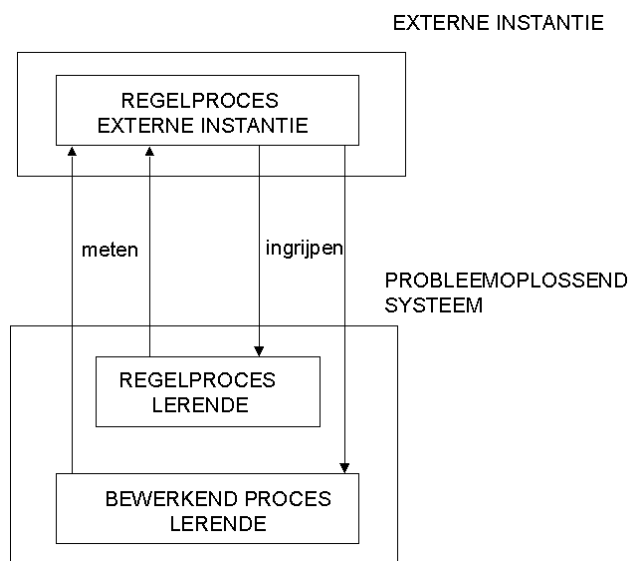 EXTERNE INSTANTIE
REGELPROCES
EXTERNE INSTANTIE
meten
ingrijpen
PROBLEEMOPLOSSEND
SYSTEEM
REGELPROCES
LERENDE
BEWERKEND PROCES
LERENDE